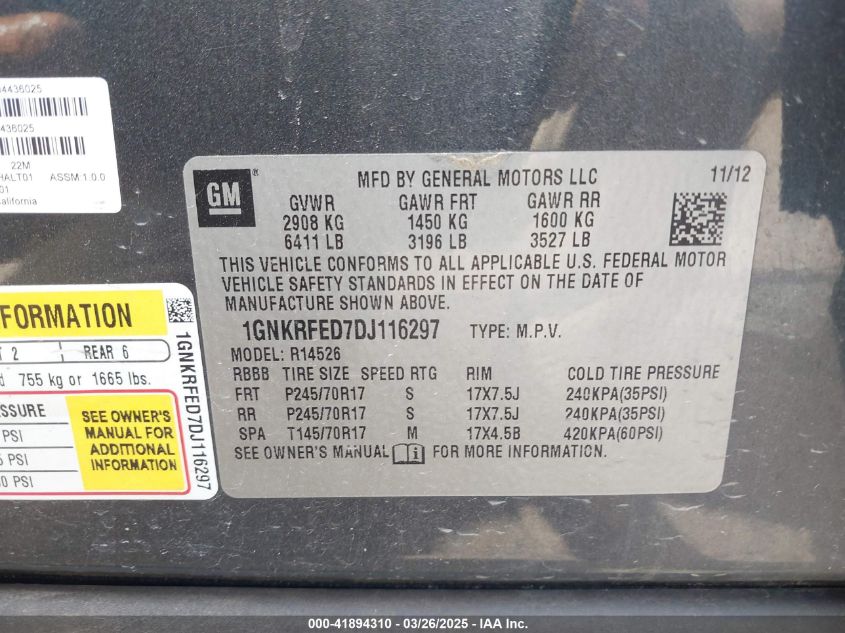 4436025
436025
22M
HALT01 ASSM:1.0.0
01
alifornia
GM
MFD BY GENERAL MOTORS LLC 11/12
GVWR GAWR FRT GAWR RR
2908 KG 1450 KG 1600 KG
6411 LB 3196 LB 3527 LB
THIS VEHICLE CONFORMS TO ALL APPLICABLE U.S. FEDERAL MOTOR
VEHICLE SAFETY STANDARDS IN EFFECT ON THE DATE OF
MANUFACTURE SHOWN ABOVE.
1GNKRFED7DJ116297 TYPE: M.P.V.
MODEL: R14526
RBBB TIRE SIZE SPEED RTG RIM COLD TIRE PRESSURE
FRT P245/70R17 S 17X7.5J 240KPA(35PSI)
RR P245/70R17 S 17X7.5J 240KPA(35PSI)
SPA T145/70R17 M 17X4.5B 420KPA(60PSI)
SEE OWNER'S MANUAL FOR MORE INFORMATION.
FORMATION
T 2 REAR 6
d 755 kg or 1665 lbs.
SSURE
PSI
5 PSI
0 PSI
SEE OWNER'S
MANUAL FOR
ADDITIONAL
INFORMATION
1GNKRFED7DJ116297
000-41894310 - 03/26/2025 - IAA Inc.